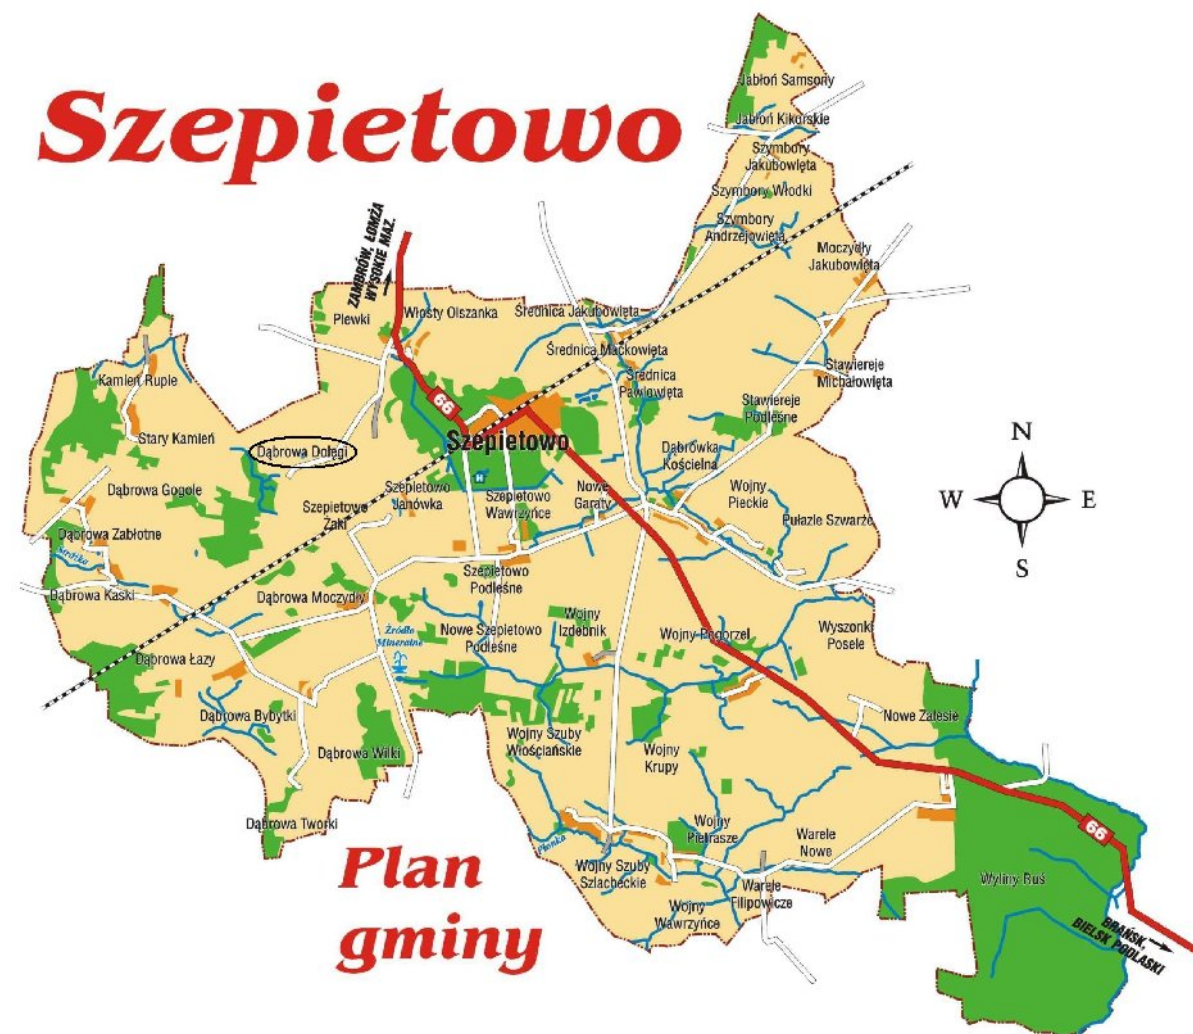 Szepietowo
Jabłoń Samsony
Jabłoń Kikorskie
Szymbory
Jakubowięta
Szymbory Włodki
Szymbory
Andrzejowięta
Moczydły
Jakubowięta
ZAMBRÓW, ŁOMŻA
WYSOKIE MAZ.
Plewki
Włosty Olszanka
Średnica Jakubowięta
Średnica Maćkowięta
Średnica
Pawłowięta
Stawiereje
Michałowięta
Stawiereje
Podleśne
Kamień Ruple
66
Stary Kamień
Dąbrowa Dołęgi
Szepietowo
Dąbrówka
Kościelna
N
W
E
S
Dąbrowa Gogole
Szepietowo
Żaki
Szepietowo
Janówka
Szepietowo
Wawrzyńce
Nowe
Garaty
Wojny
Pieckie
Pułazie Szwarze
Dąbrowa Zabłotne
Dąbrowa Kaski
Dąbrowa Moczydły
Szepietowo
Podleśne
Źródło
Mineralne
Nowe Szepietowo
Podleśne
Wojny
Izdebnik
Wojny Pogorzel
Wyszonki
Posele
Dąbrowa Łazy
Dąbrowa Bybytki
Dąbrowa Wilki
Wojny Szuby
Włościańskie
Wojny
Krupy
Nowe Zalesie
Dąbrowa Tworki
Płonka
Wojny
Pietrasze
Warele
Nowe
66
Plan
gminy
Wojny Szuby
Szlacheckie
Wojny
Wawrzyńce
Warele
Filipowicze
Wyliny Ruś
BRAŃSK,
BIELSK PODLASKI